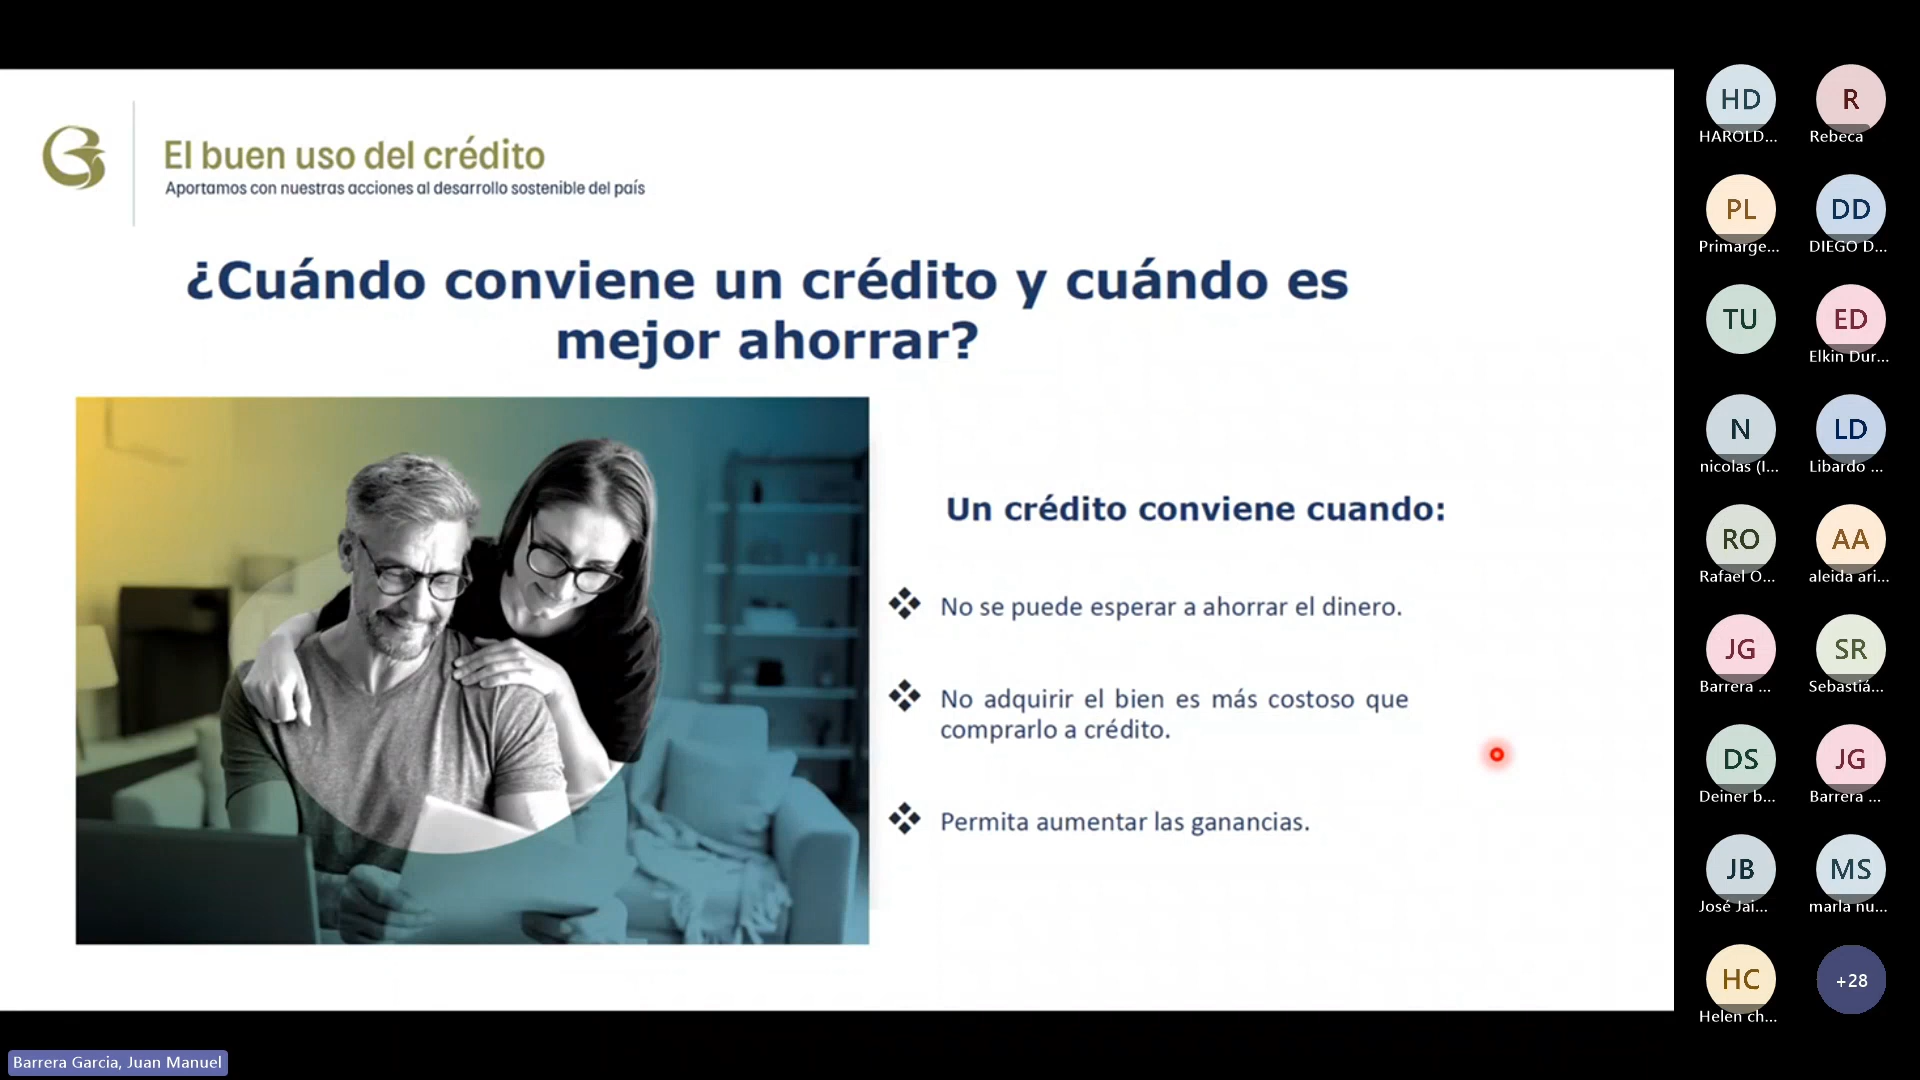 El buen uso del crédito
Aportamos con nuestras acciones al desarrollo sostenible del país
¿Cuándo conviene un crédito y cuándo es
mejor ahorrar?
Un crédito conviene cuando:
No se puede esperar a ahorrar el dinero.
No adquirir el bien es más costoso que
comprarlo a crédito.
Permita aumentar las ganancias.
HD
HAROLD...
R
Rebeca
PL
Primarge...
DD
DIEGO D...
TU
ED
Elkin Dur...
N
nicolas (I...
LD
Libardo ...
RO
Rafael O...
AA
aleida ari...
JG
Barrera ...
SR
Sebastiá...
DS
Deiner b...
JG
Barrera ...
JB
José Jai...
MS
marla nu...
HC
Helen ch...
+28
Barrera Garcia, Juan Manuel